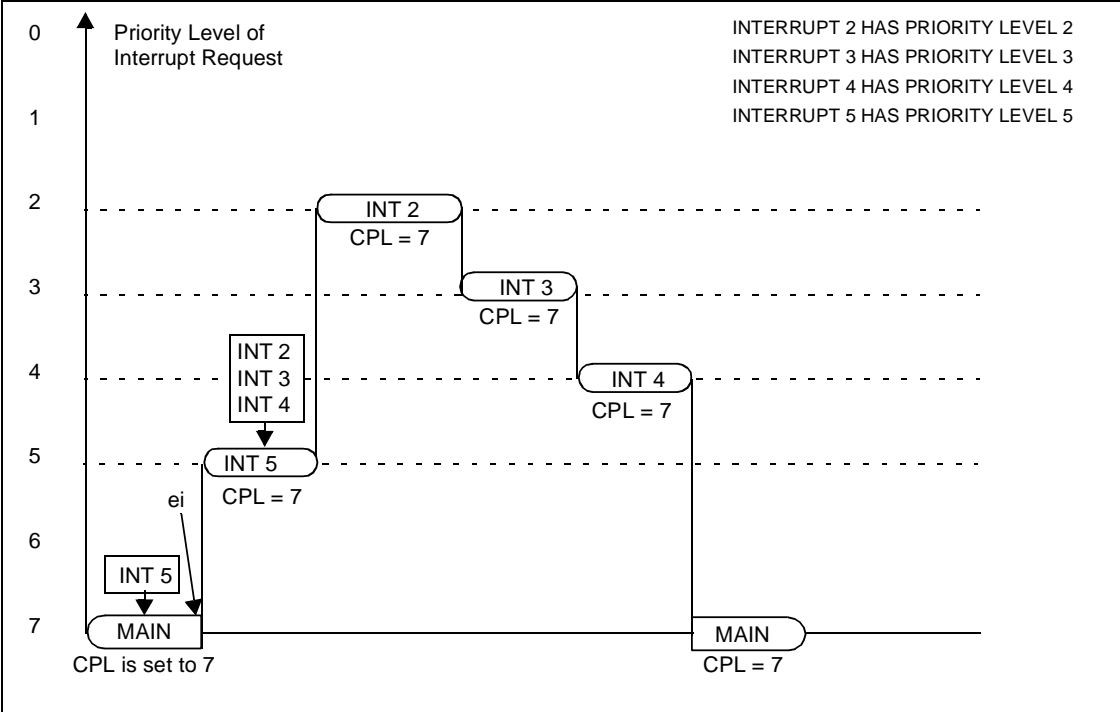 0
Priority Level of
Interrupt Request
INTERRUPT 2 HAS PRIORITY LEVEL 2
INTERRUPT 3 HAS PRIORITY LEVEL 3
INTERRUPT 4 HAS PRIORITY LEVEL 4
INTERRUPT 5 HAS PRIORITY LEVEL 5
1
2
INT 2
CPL = 7
3
INT 3
CPL = 7
INT 2
INT 3
INT 4
4
INT 4
CPL = 7
5
INT 5
CPL = 7
ei
6
INT 5
7
MAIN
CPL is set to 7
MAIN
CPL = 7